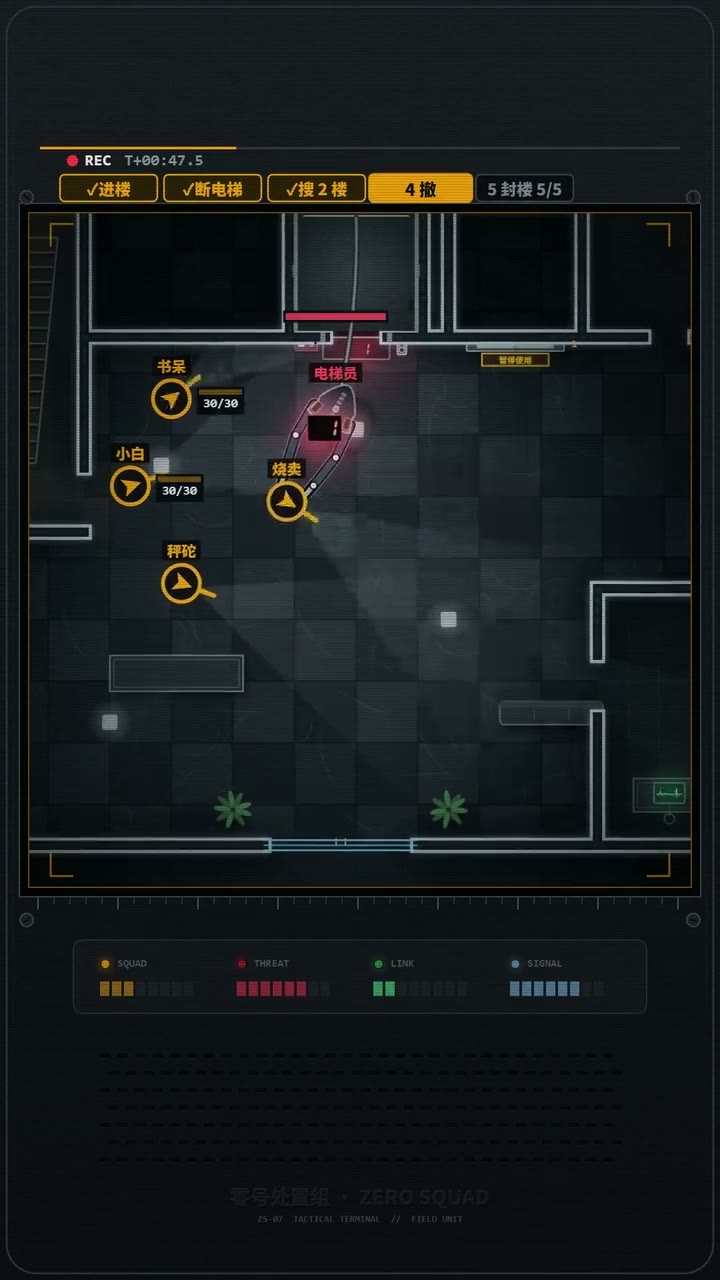 REC T+00:47.5
✓进楼 ✓断电梯 ✓搜 2 楼 4 撤 5 封楼 5/5
1
暂停使用
书呆
30/30
电梯员
1
小白
30/30
烧卖
秤砣
SQUAD THREAT LINK SIGNAL
零号处置组 · ZERO SQUAD
ZS-07 TACTICAL TERMINAL // FIELD UNIT